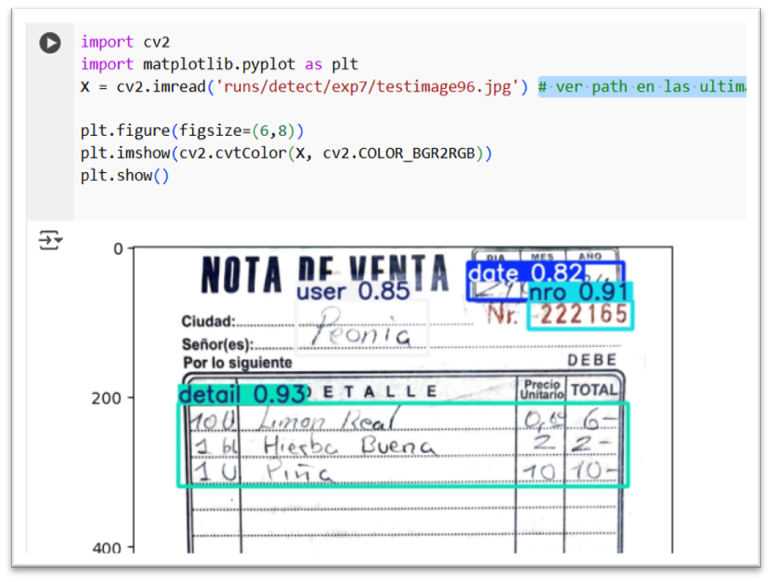 import cv2
import matplotlib.pyplot as plt
X = cv2.imread('runs/detect/exp7/testimage96.jpg') # ver path en las ultima
plt.figure(figsize=(6,8))
plt.imshow(cv2.cvtColor(X, cv2.COLOR_BGR2RGB))
plt.show()
0
NOTA DE VENTA DIA MES AÑO
user 0.85 date 0.82
nro 0.91
Ciudad: Peonia Nr. 222165
Señor(es):
Por lo siguiente DEBE
200
detail 0.93 DETALLE Precio Unitario TOTAL
10 U Limon Real 6-
1 bl Hierba Buena 2 2-
1 U Piña 10 10-
400